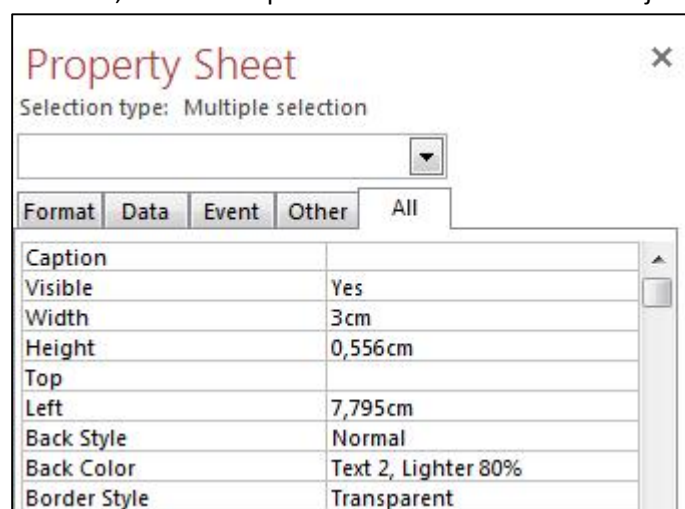 Property Sheet
Selection type: Multiple selection
Format Data Event Other All
Caption
Visible Yes
Width 3cm
Height 0,556cm
Top
Left 7,795cm
Back Style Normal
Back Color Text 2, Lighter 80%
Border Style Transparent